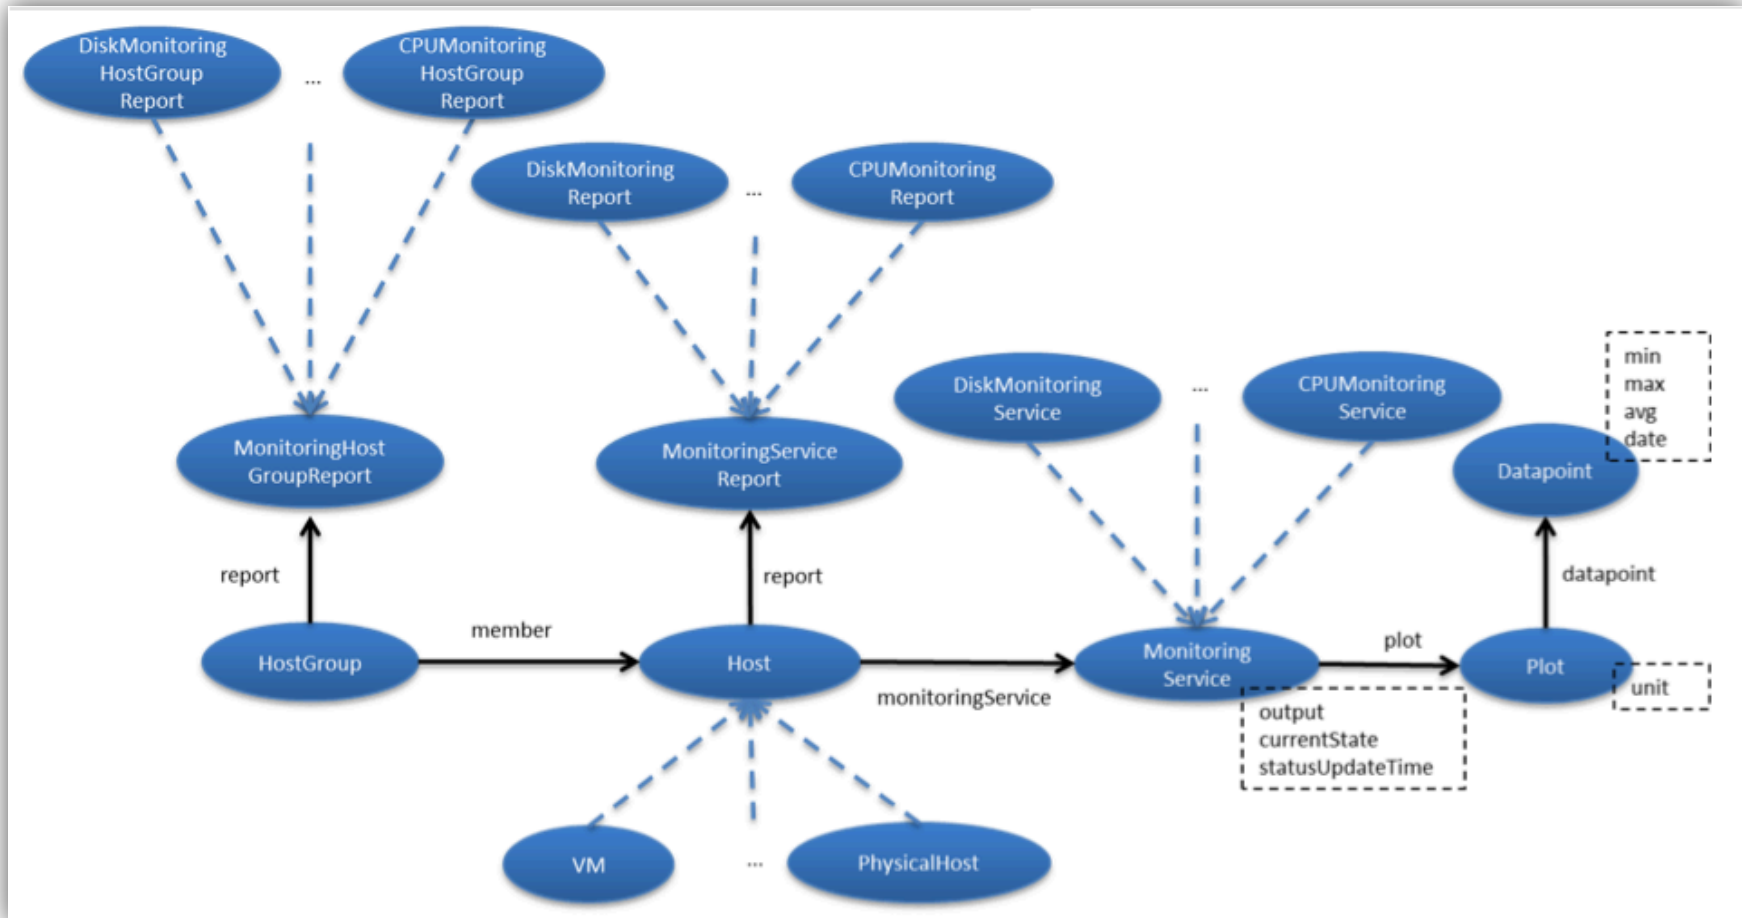 DiskMonitoring
HostGroup
Report
...
CPUMonitoring
HostGroup
Report
DiskMonitoring
Report
...
CPUMonitoring
Report
DiskMonitoring
Service
...
CPUMonitoring
Service
min
max
avg
date
MonitoringHost
GroupReport
MonitoringService
Report
Datapoint
report
report
datapoint
HostGroup
member
Host
monitoringService
Monitoring
Service
plot
Plot
unit
output
currentState
statusUpdateTime
VM
...
PhysicalHost